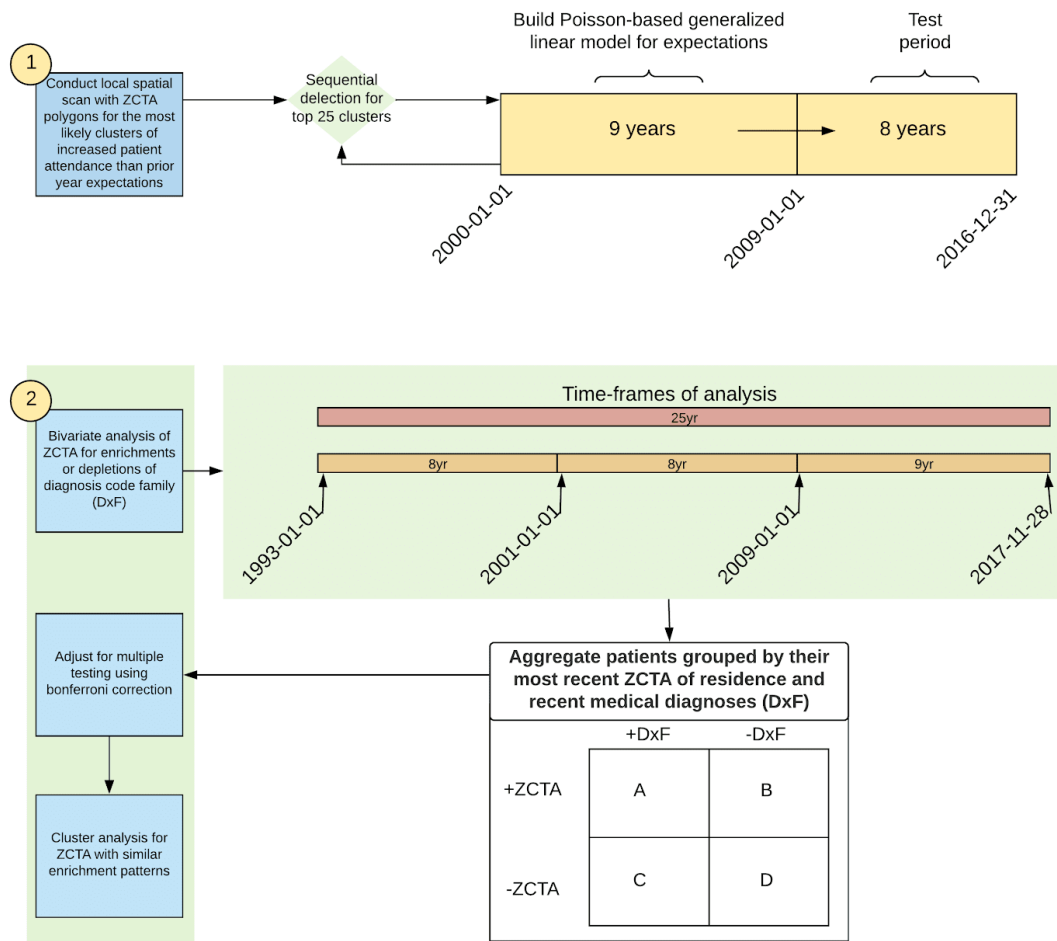 1
Conduct local spatial
scan with ZCTA
polygons for the most
likely clusters of
increased patient
attendance than prior
year expectations
Sequential
delection for
top 25 clusters
Build Poisson-based generalized
linear model for expectations
Test
period
9 years
8 years
2000-01-01
2009-01-01
2016-12-31
2
Bivariate analysis of
ZCTA for enrichments
or depletions of
diagnosis code family
(DxF)
Time-frames of analysis
25yr
8yr
8yr
9yr
1993-01-01
2001-01-01
2009-01-01
2017-11-28
Adjust for multiple
testing using
bonferroni correction
Aggregate patients grouped by their
most recent ZCTA of residence and
recent medical diagnoses (DxF)
+DxF
-DxF
+ZCTA
A
B
-ZCTA
C
D
Cluster analysis for
ZCTA with similar
enrichment patterns